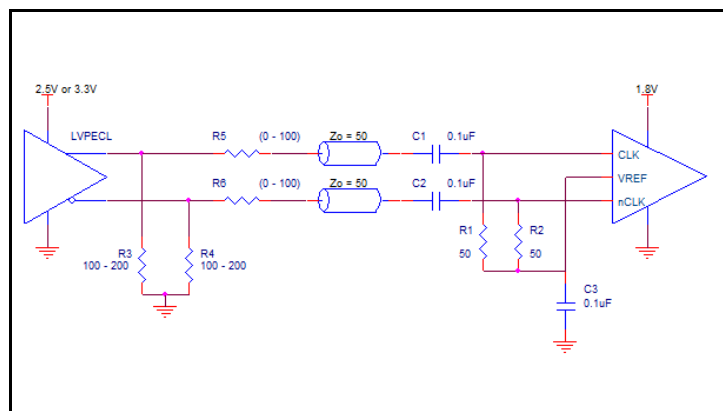 2.5V or 3.3V
1.8V
LVPECL
R5 (0 - 100)
Zo = 50
C1 0.1uF
CLK
VREF
R6 (0 - 100)
Zo = 50
C2 0.1uF
nCLK
R3
100 - 200
R4
100 - 200
R1
50
R2
50
C3
0.1uF